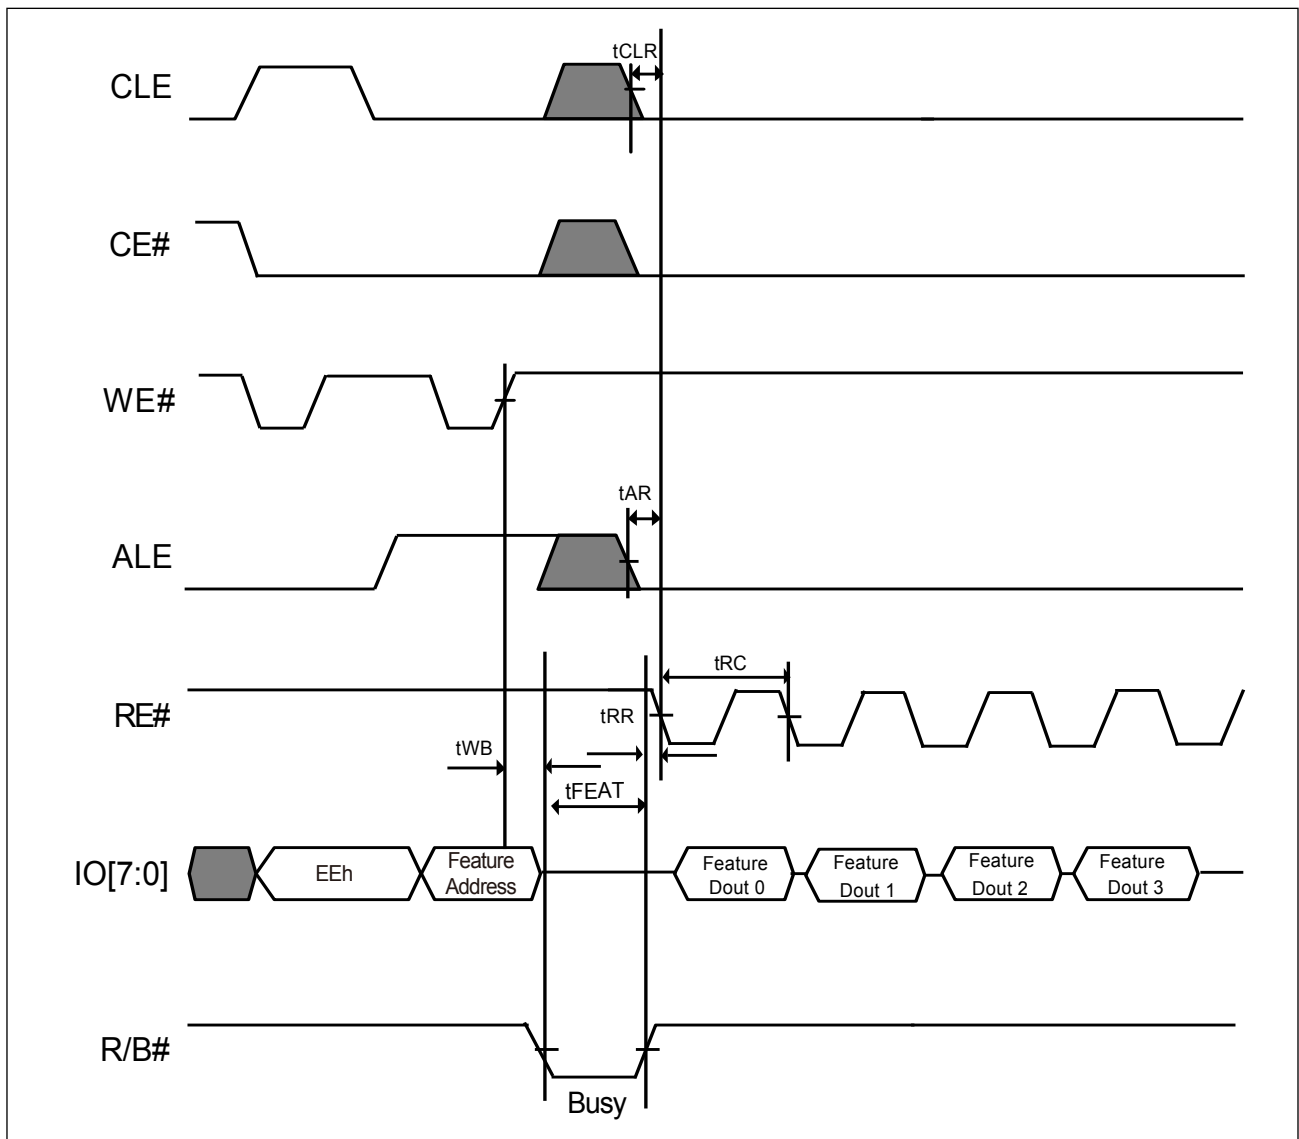 tCLR
CLE
CE#
WE#
tAR
ALE
tRC
RE#
tRR
tWB
tFEAT
IO[7:0]
EEh
Feature
Address
Feature
Dout 0
Feature
Dout 1
Feature
Dout 2
Feature
Dout 3
R/B#
Busy